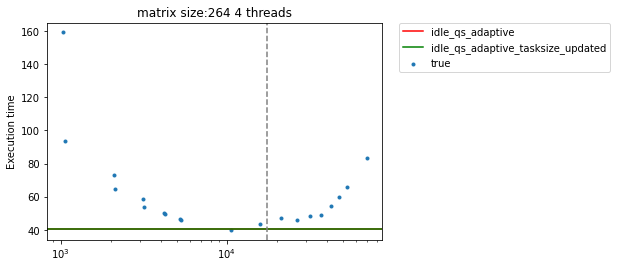 matrix size:264 4 threads
idle_qs_adaptive
idle_qs_adaptive_tasksize_updated
true
Execution time
160
140
120
100
80
60
40
10³
10⁴